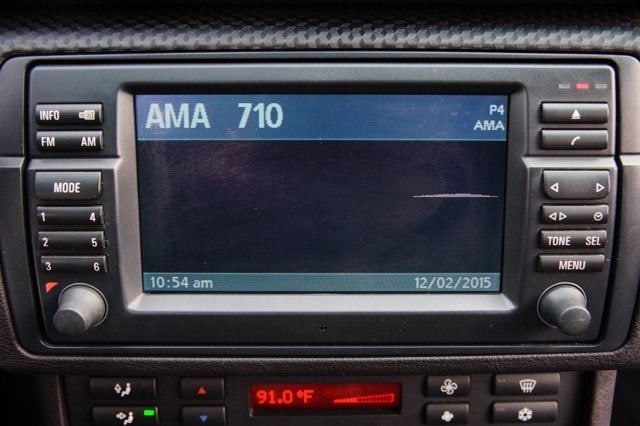 AMA 710
P4
AMA
10:54 am
12/02/2015
INFO
FM AM
MODE
1 4
2 5
3 6
TONE SEL
MENU
91.0°F